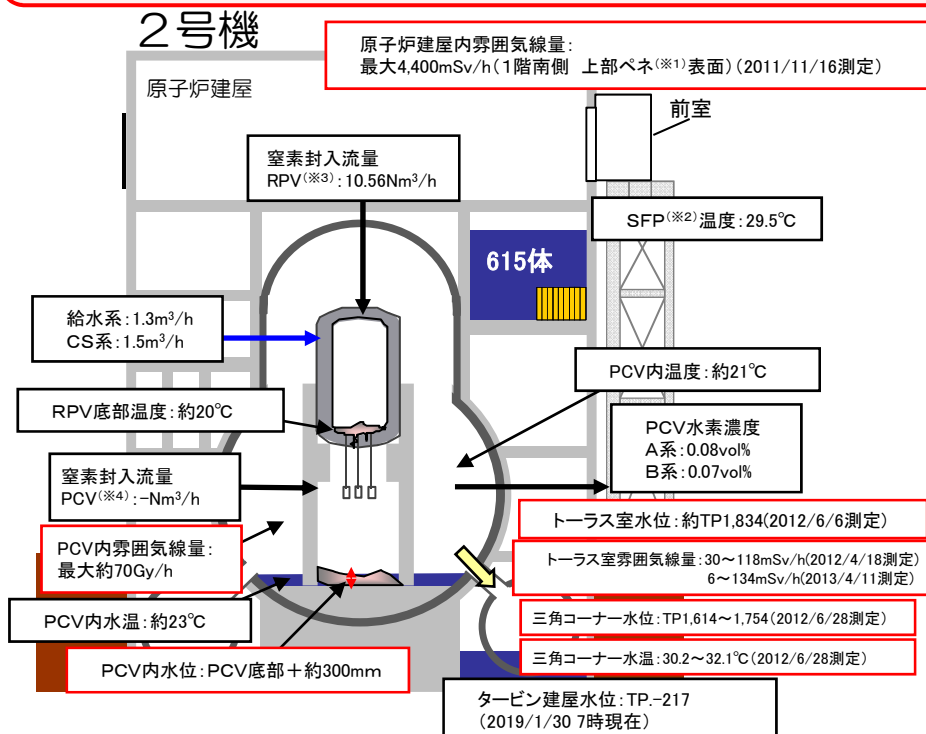 2号機
原子炉建屋内雰囲気線量:
最大4,400mSv/h(1階南側 上部ペネ(※1)表面)(2011/11/16測定)
原子炉建屋
前室
窒素封入流量
RPV(※3):10.56Nm³/h
SFP(※2)温度:29.5℃
615体
給水系:1.3m³/h
CS系:1.5m³/h
PCV内温度:約21℃
RPV底部温度:約20℃
PCV水素濃度
A系:0.08vol%
B系:0.07vol%
窒素封入流量
PCV(※4):-Nm³/h
トーラス室水位:約TP1,834(2012/6/6測定)
PCV内雰囲気線量:
最大約70Gy/h
トーラス室雰囲気線量:30~118mSv/h(2012/4/18測定)
6~134mSv/h(2013/4/11測定)
PCV内水温:約23℃
三角コーナー水位:TP1,614~1,754(2012/6/28測定)
PCV内水位:PCV底部+約300mm
三角コーナー水温:30.2~32.1℃(2012/6/28測定)
タービン建屋水位:TP.-217
(2019/1/30 7時現在)